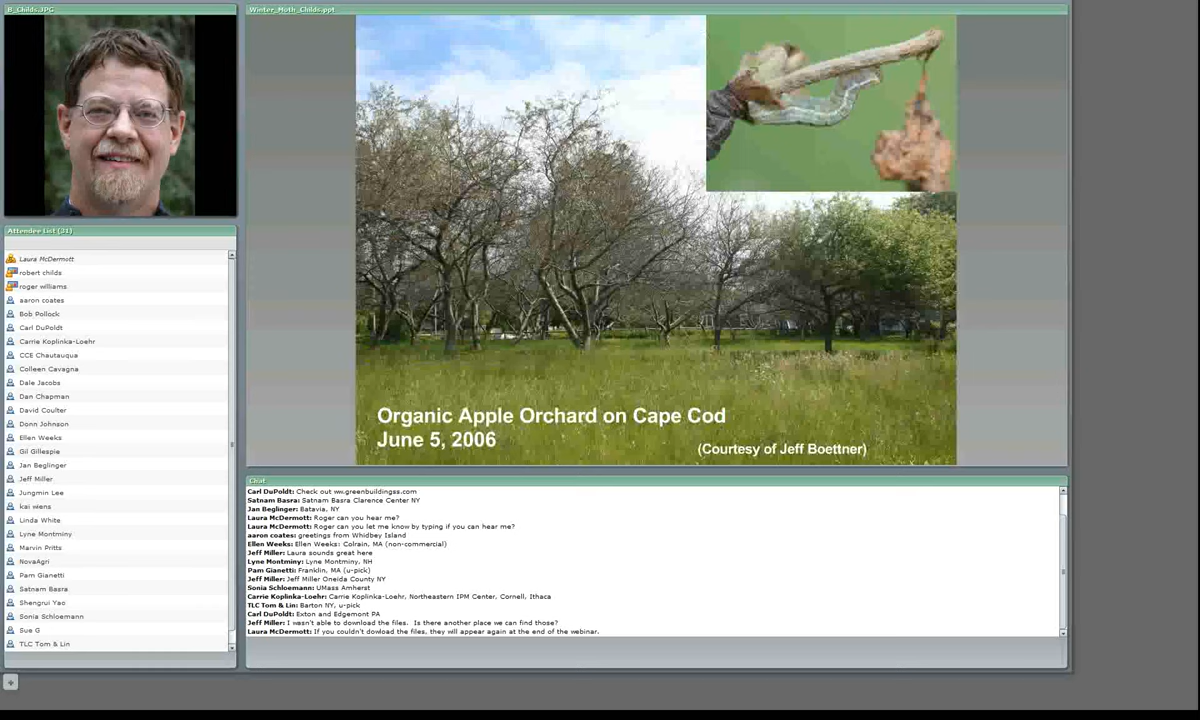 B_Childs.JPG
Attendee List (31)
Laura McDermott
robert childs
roger williams
aaron coates
Bob Pollock
Carl DuPoldt
Carrie Koplinka-Loehr
CCE Chautauqua
Colleen Cavagna
Dale Jacobs
Dan Chapman
David Coulter
Donn Johnson
Ellen Weeks
Gil Gillespie
Jan Beglinger
Jeff Miller
Jungmin Lee
kai wiens
Linda White
Lyne Montminy
Marvin Pritts
NovaAgri
Pam Gianetti
Satnam Basra
Shengrui Yao
Sonia Schloemann
Sue G
TLC Tom & Lin
Winter_Moth_Childs.ppt
Organic Apple Orchard on Cape Cod
June 5, 2006
(Courtesy of Jeff Boettner)
Chat
Carl DuPoldt: Check out ww.greenbuildingss.com
Satnam Basra: Satnam Basra Clarence Center NY
Jan Beglinger: Batavia, NY
Laura McDermott: Roger can you hear me?
Laura McDermott: Roger can you let me know by typing if you can hear me?
aaron coates: greetings from Whidbey Island
Ellen Weeks: Ellen Weeks: Colrain, MA (non-commercial)
Jeff Miller: Laura sounds great here
Lyne Montminy: Lyne Montminy, NH
Pam Gianetti: Franklin, MA (u-pick)
Jeff Miller: Jeff Miller Oneida County NY
Sonia Schloemann: UMass Amherst
Carrie Koplinka-Loehr: Carrie Koplinka-Loehr, Northeastern IPM Center, Cornell, Ithaca
TLC Tom & Lin: Barton NY, u-pick
Carl DuPoldt: Exton and Edgemont PA
Jeff Miller: I wasn't able to download the files. Is there another place we can find those?
Laura McDermott: If you couldn't dowload the files, they will appear again at the end of the webinar.